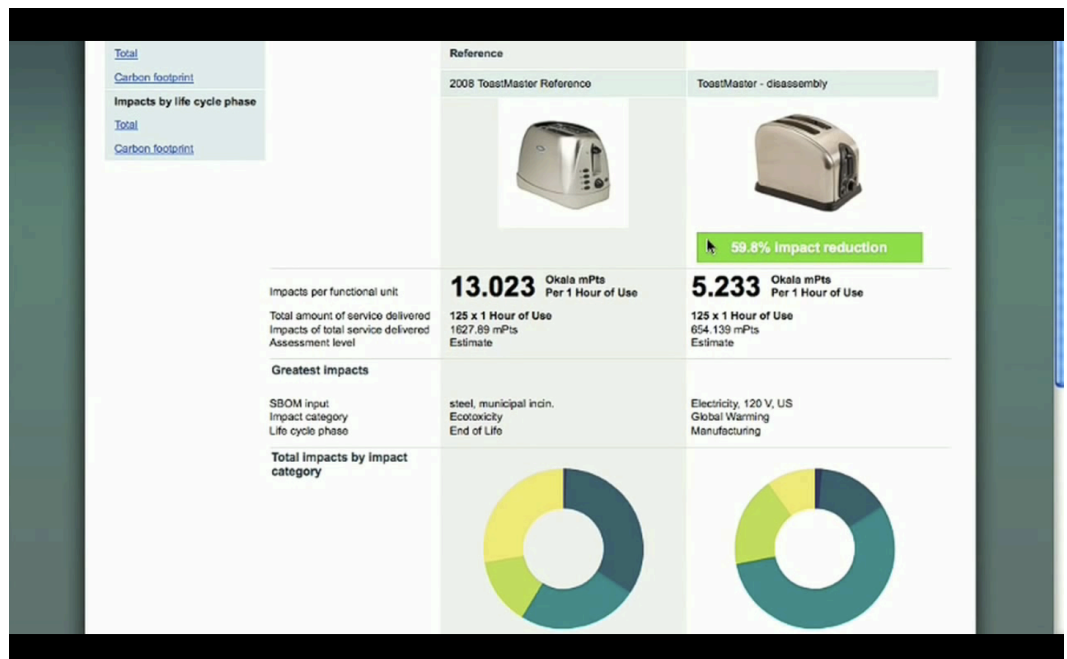 Total
Carbon footprint
Impacts by life cycle phase
Total
Carbon footprint
Reference
2008 ToastMaster Reference
ToastMaster - disassembly
59.8% impact reduction
Impacts per functional unit
13.023 Okala mPts
Per 1 Hour of Use
5.233 Okala mPts
Per 1 Hour of Use
Total amount of service delivered 125 x 1 Hour of Use 125 x 1 Hour of Use
Impacts of total service delivered 1627.89 mPts 654.139 mPts
Assessment level Estimate Estimate
Greatest impacts
SBOM input steel, municipal incin. Electricity, 120 V, US
Impact category Ecotoxicity Global Warming
Life cycle phase End of Life Manufacturing
Total impacts by impact
category